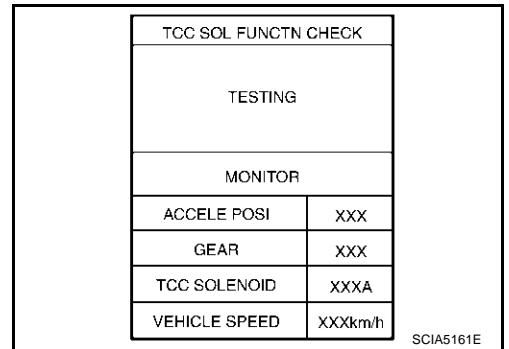 TCC SOL FUNCTN CHECK
TESTING
MONITOR
ACCELE POSI XXX
GEAR XXX
TCC SOLENOID XXXA
VEHICLE SPEED XXXkm/h
SCIA5161E